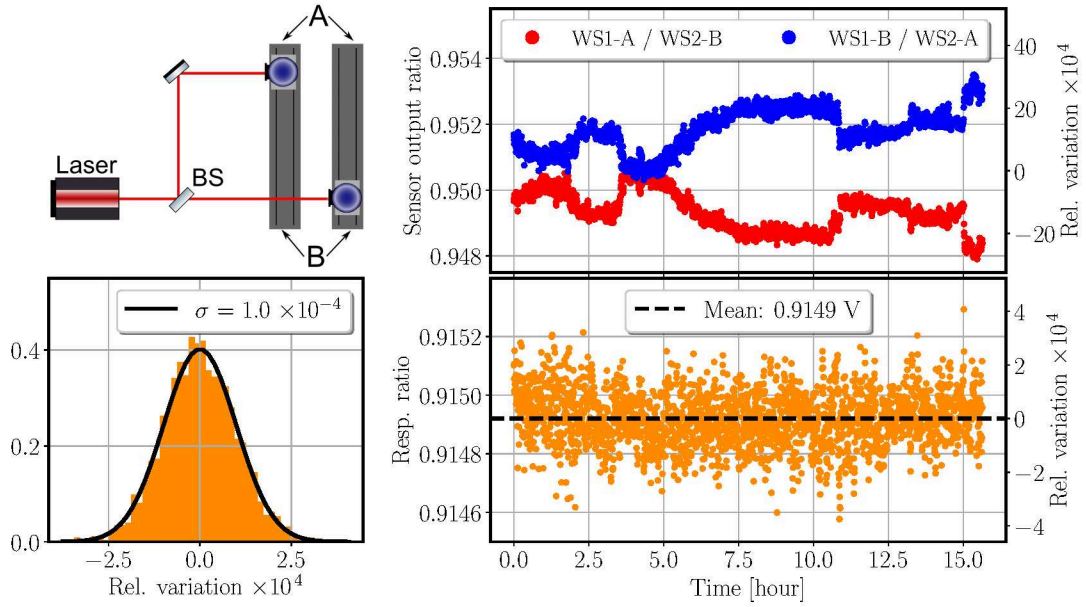 A
Laser
BS
B
WS1-A / WS2-B
WS1-B / WS2-A
0.954
0.952
0.950
0.948
Sensor output ratio
40
20
0
−20
Rel. variation ×10⁴
σ = 1.0 ×10⁻⁴
0.4
0.2
0.0
−2.5 0.0 2.5
Rel. variation ×10⁴
Mean: 0.9149 V
0.9152
0.9150
0.9148
0.9146
Resp. ratio
4
2
0
−2
−4
Rel. variation ×10⁴
0.0 2.5 5.0 7.5 10.0 12.5 15.0
Time [hour]